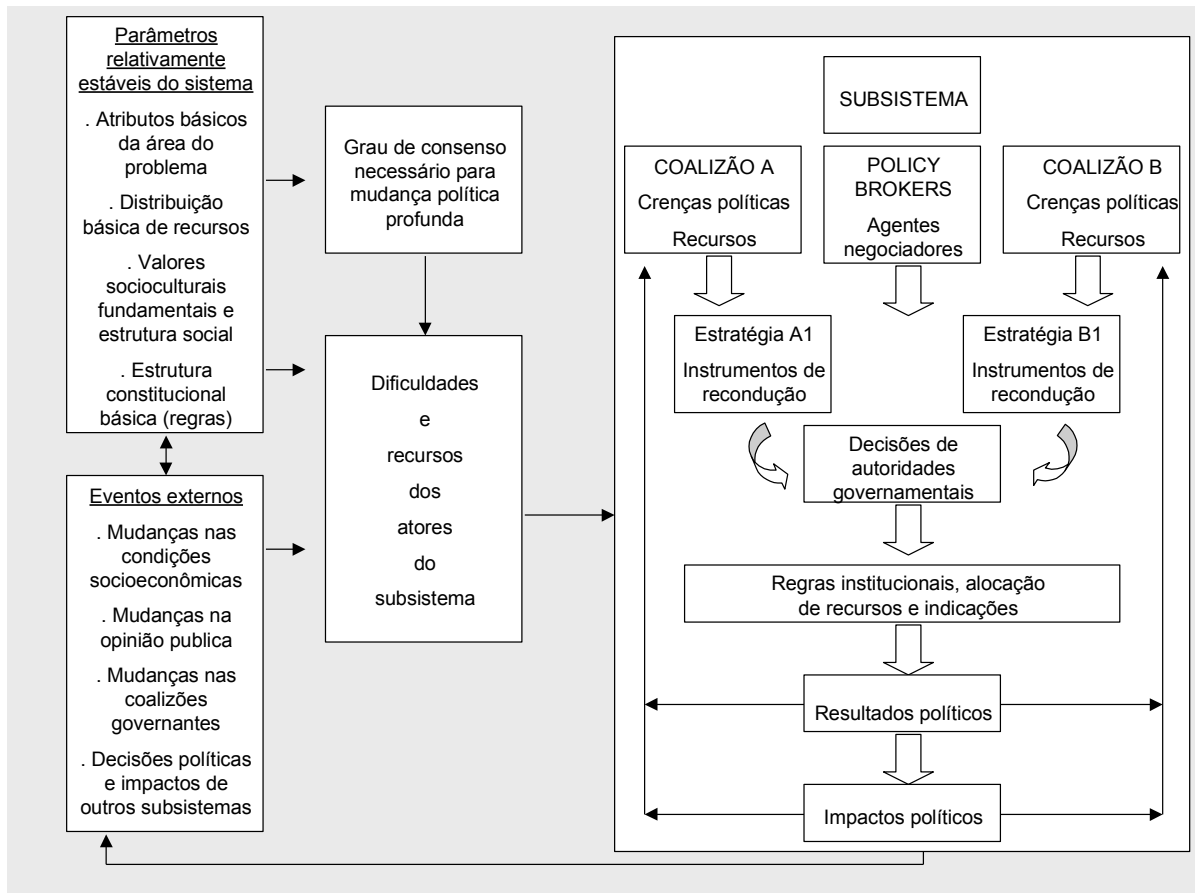 Parâmetros
relativamente
estáveis do sistema
. Atributos básicos
da área do
problema
. Distribuição
básica de recursos
. Valores
socioculturais
fundamentais e
estrutura social
. Estrutura
constitucional
básica (regras)
Eventos externos
. Mudanças nas
condições
socioeconômicas
. Mudanças na
opinião publica
. Mudanças nas
coalizões
governantes
. Decisões políticas
e impactos de
outros subsistemas
Grau de consenso
necessário para
mudança política
profunda
Dificuldades
e
recursos
dos
atores
do
subsistema
SUBSISTEMA
COALIZÃO A
Crenças políticas
Recursos
POLICY
BROKERS
Agentes
negociadores
COALIZÃO B
Crenças políticas
Recursos
Estratégia A1
Instrumentos de
recondução
Estratégia B1
Instrumentos de
recondução
Decisões de
autoridades
governamentais
Regras institucionais, alocação
de recursos e indicações
Resultados políticos
Impactos políticos